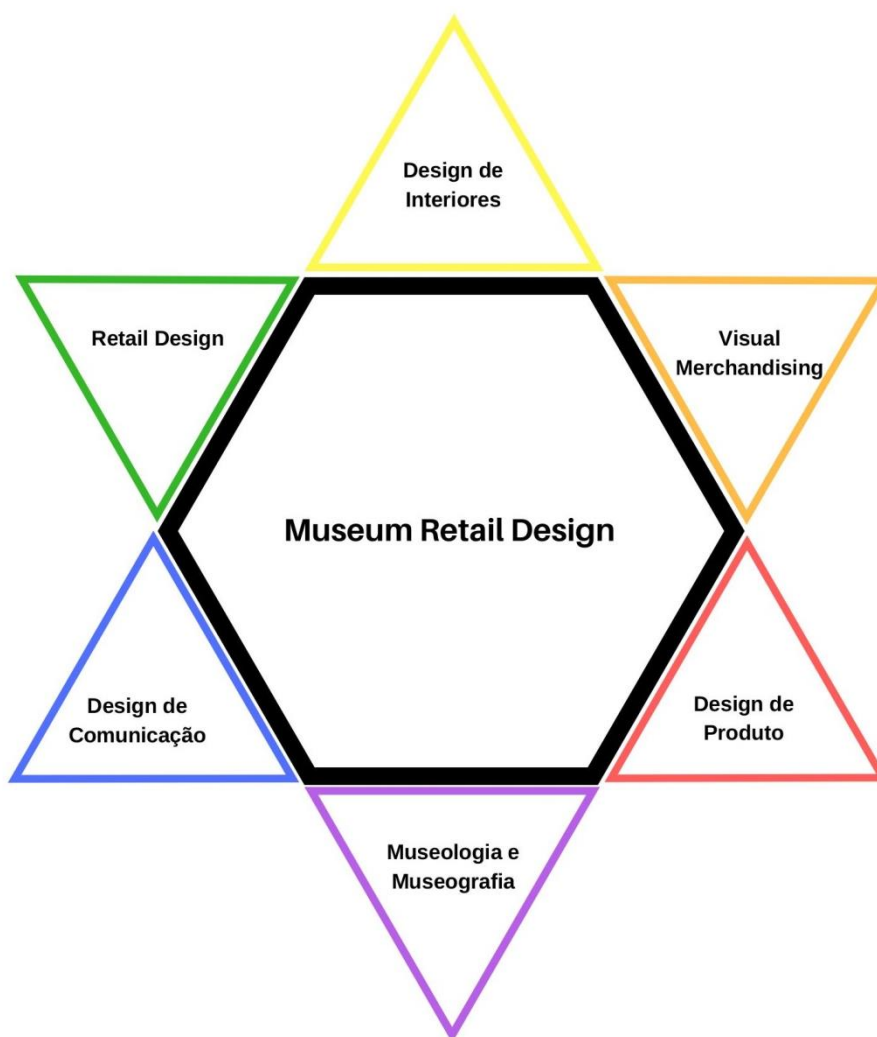 Design de
Interiores
Retail Design
Visual
Merchandising
Museum Retail Design
Design de
Comunicação
Design de
Produto
Museologia e
Museografia